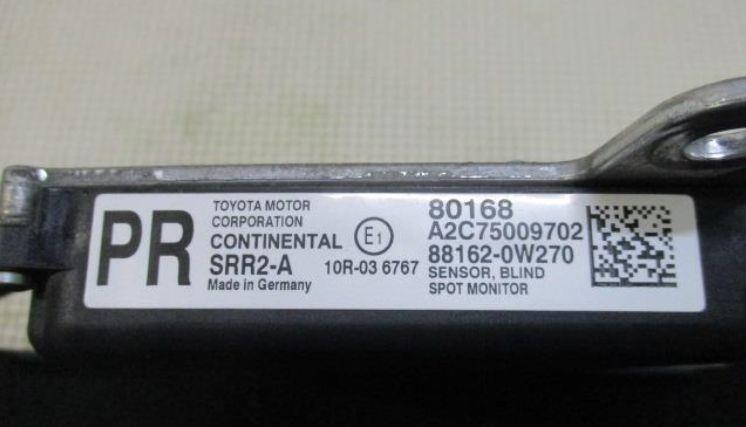 PR
TOYOTA MOTOR
CORPORATION
CONTINENTAL
SRR2-A
Made in Germany
E1
10R-03 6767
80168
A2C75009702
88162-0W270
SENSOR, BLIND
SPOT MONITOR